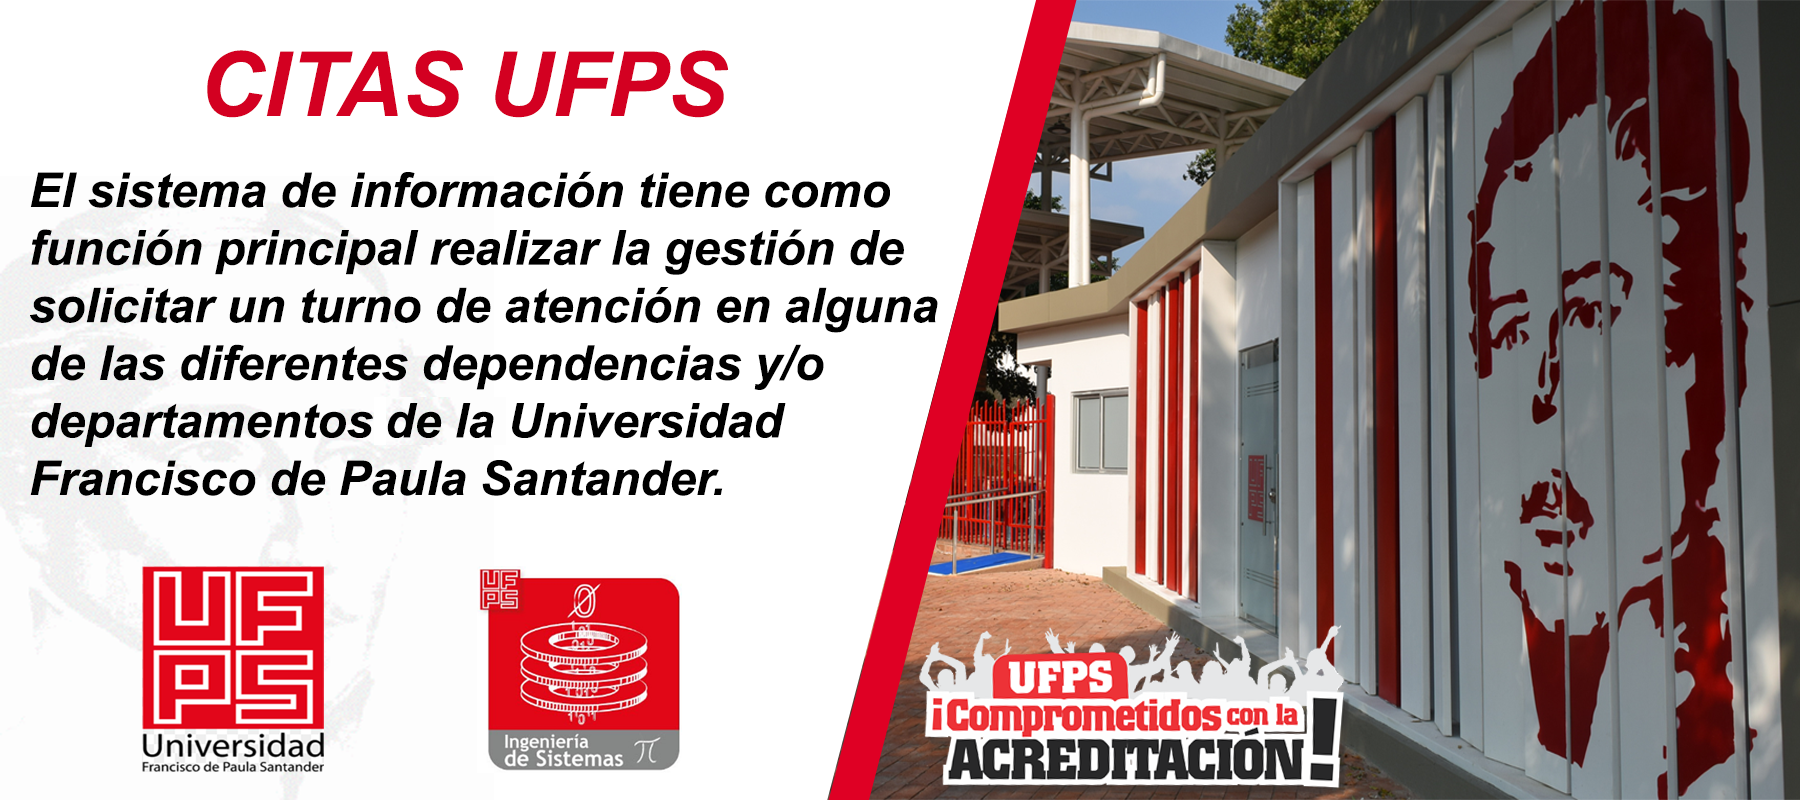 CITAS UFPS
El sistema de información tiene como
función principal realizar la gestión de
solicitar un turno de atención en alguna
de las diferentes dependencias y/o
departamentos de la Universidad
Francisco de Paula Santander.
UF
PS
Universidad
Francisco de Paula Santander
UF
PS
Ingeniería
de Sistemas π
UFPS
¡Comprometidos con la
ACREDITACIÓN!